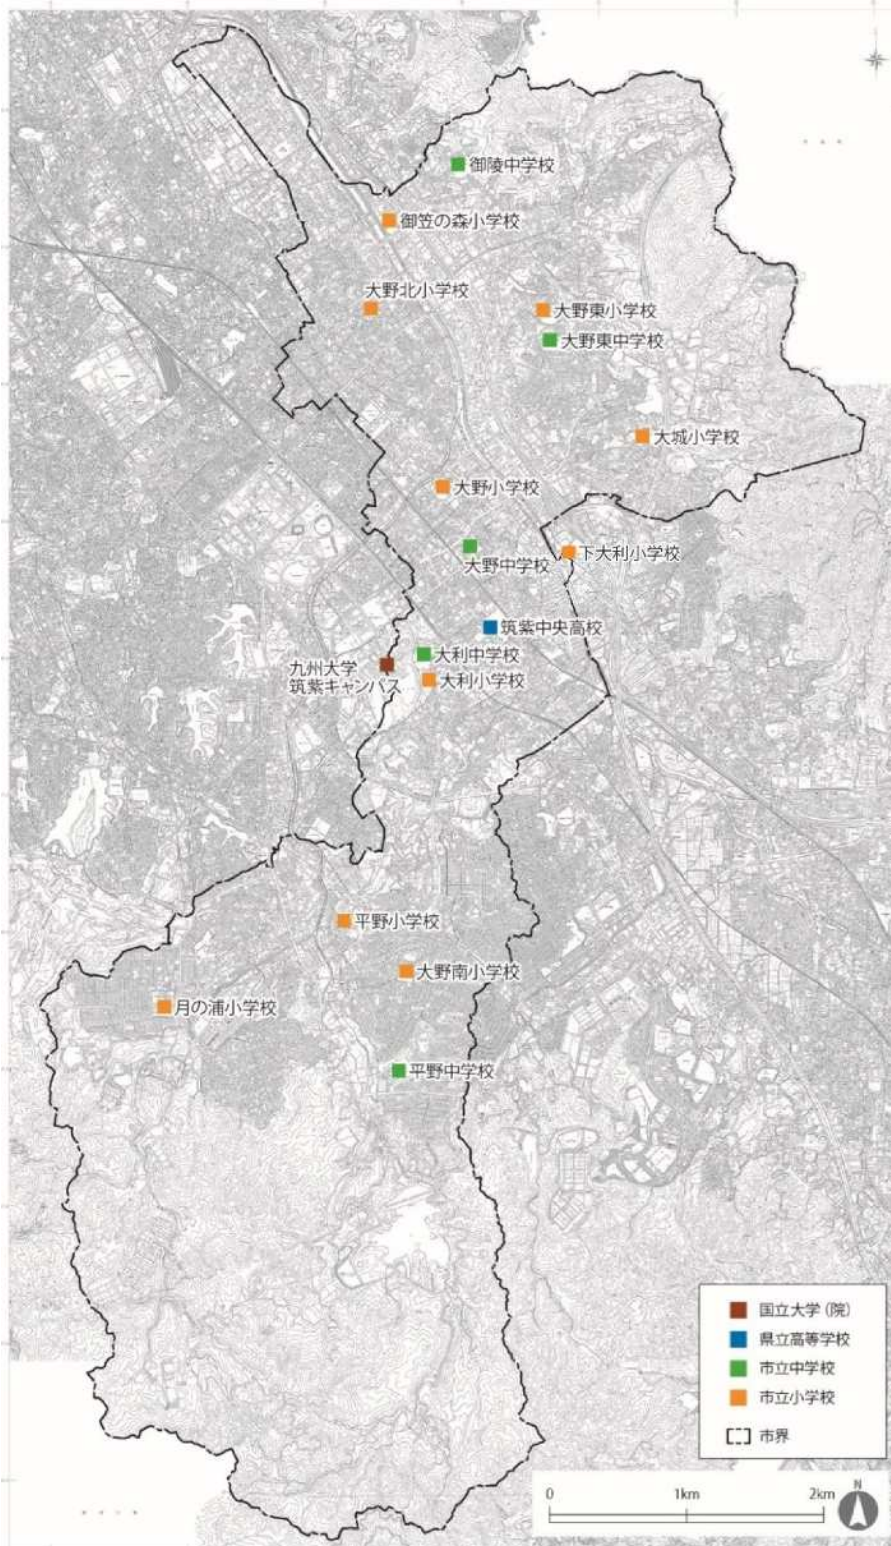 御陵中学校
御笠の森小学校
大野北小学校
大野東小学校
大野東中学校
大城小学校
大野小学校
大野中学校
下大利小学校
筑紫中央高校
大利中学校
九州大学
筑紫キャンパス
大利小学校
平野小学校
大野南小学校
月の浦小学校
平野中学校
国立大学(院)
県立高等学校
市立中学校
市立小学校
市界
0 1km 2km
N